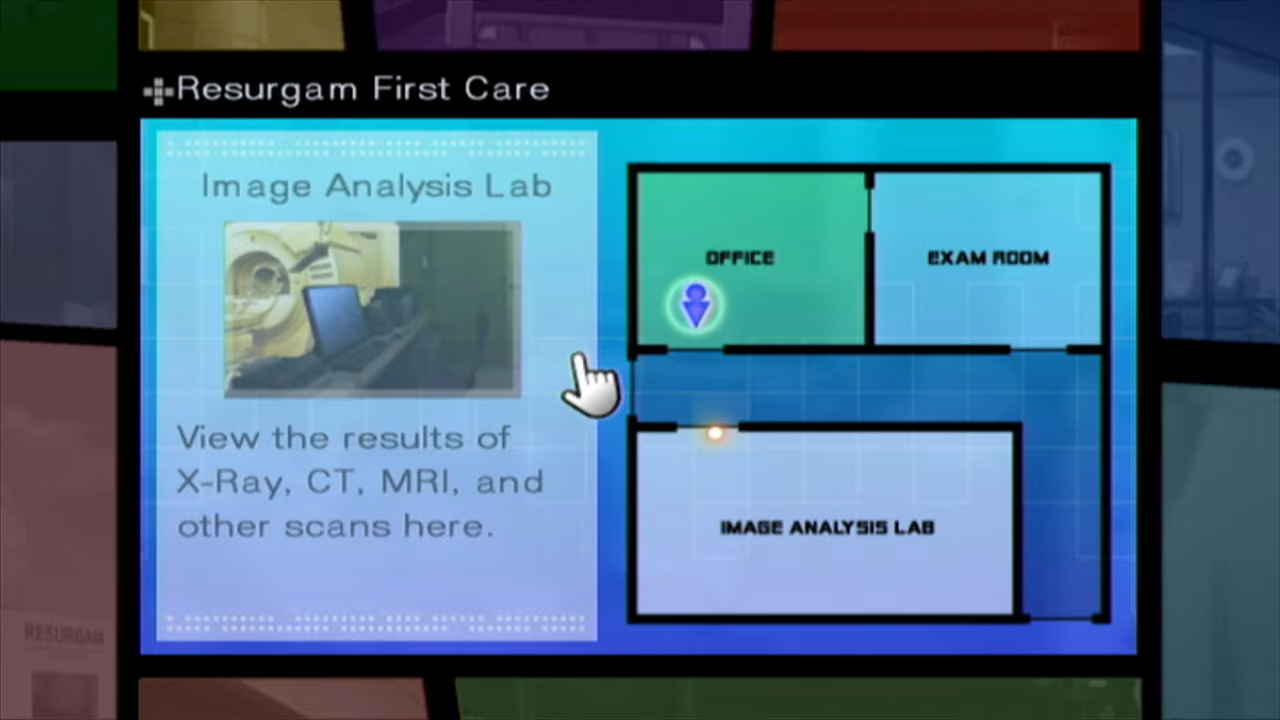 Resurgam First Care
Image Analysis Lab
View the results of
X-Ray, CT, MRI, and
other scans here.
OFFICE
EXAM ROOM
IMAGE ANALYSIS LAB
RESURGAM